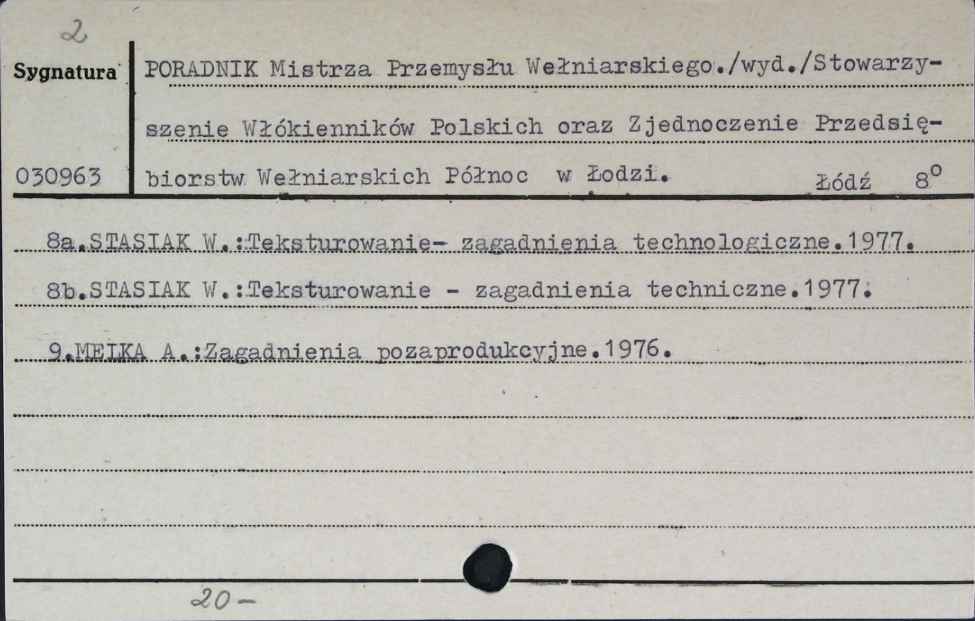 2
Sygnatura PORADNIK Mistrza Przemysłu Wełniarskiego./wyd./Stowarzy-
szenie Włókienników Polskich oraz Zjednoczenie Przedsię-
030963 biorstw Wełniarskich Północ w Łodzi. Łódź 8°
8a.STASIAK W.:Teksturowanie- zagadnienia technologiczne.1977.
8b.STASIAK W.:Teksturowanie - zagadnienia techniczne.1977.
9.MELKA A.:Zagadnienia pozaprodukcyjne.1976.
20-